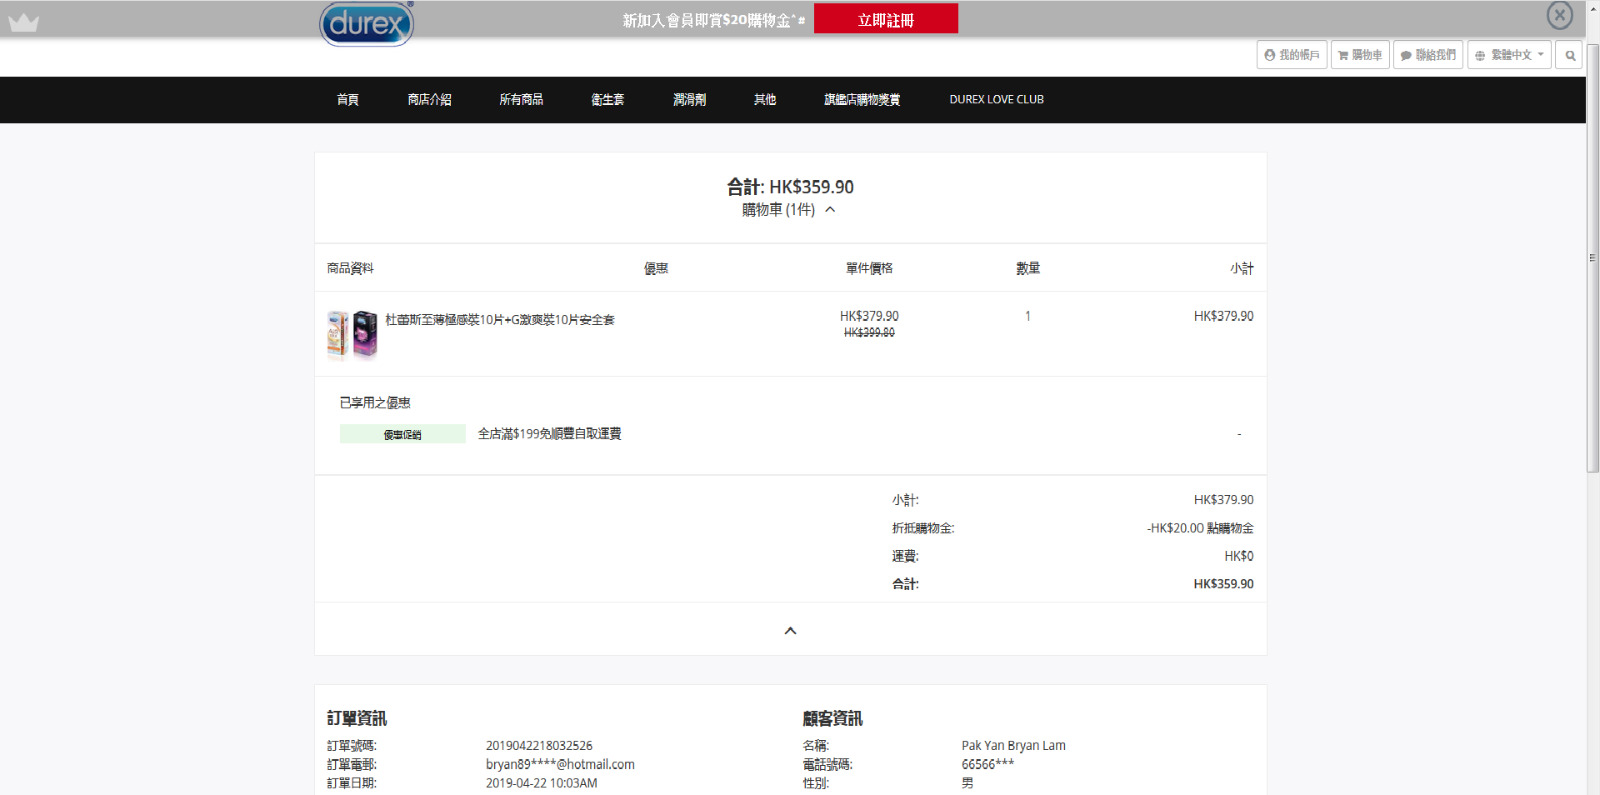 durex
新加入會員即賞$20購物金^#
立即註冊
我的帳戶
購物車
聯絡我們
繁體中文
首頁
商店介紹
所有商品
衛生套
潤滑劑
其他
旗艦店購物獎賞
DUREX LOVE CLUB
合計: HK$359.90
購物車 (1件)
商品資料
優惠
單件價格
數量
小計
杜蕾斯至薄極感裝10片+G激爽裝10片安全套
HK$379.90
HK$399.80
1
HK$379.90
已享用之優惠
優惠促銷
全店滿$199免順豐自取運費
-
小計:
HK$379.90
折抵購物金:
-HK$20.00 點購物金
運費:
HK$0
合計:
HK$359.90
訂單資訊
訂單號碼:
2019042218032526
訂單電郵:
bryan89****@hotmail.com
訂單日期:
2019-04-22 10:03AM
顧客資訊
名稱:
Pak Yan Bryan Lam
電話號碼:
66566***
性別:
男